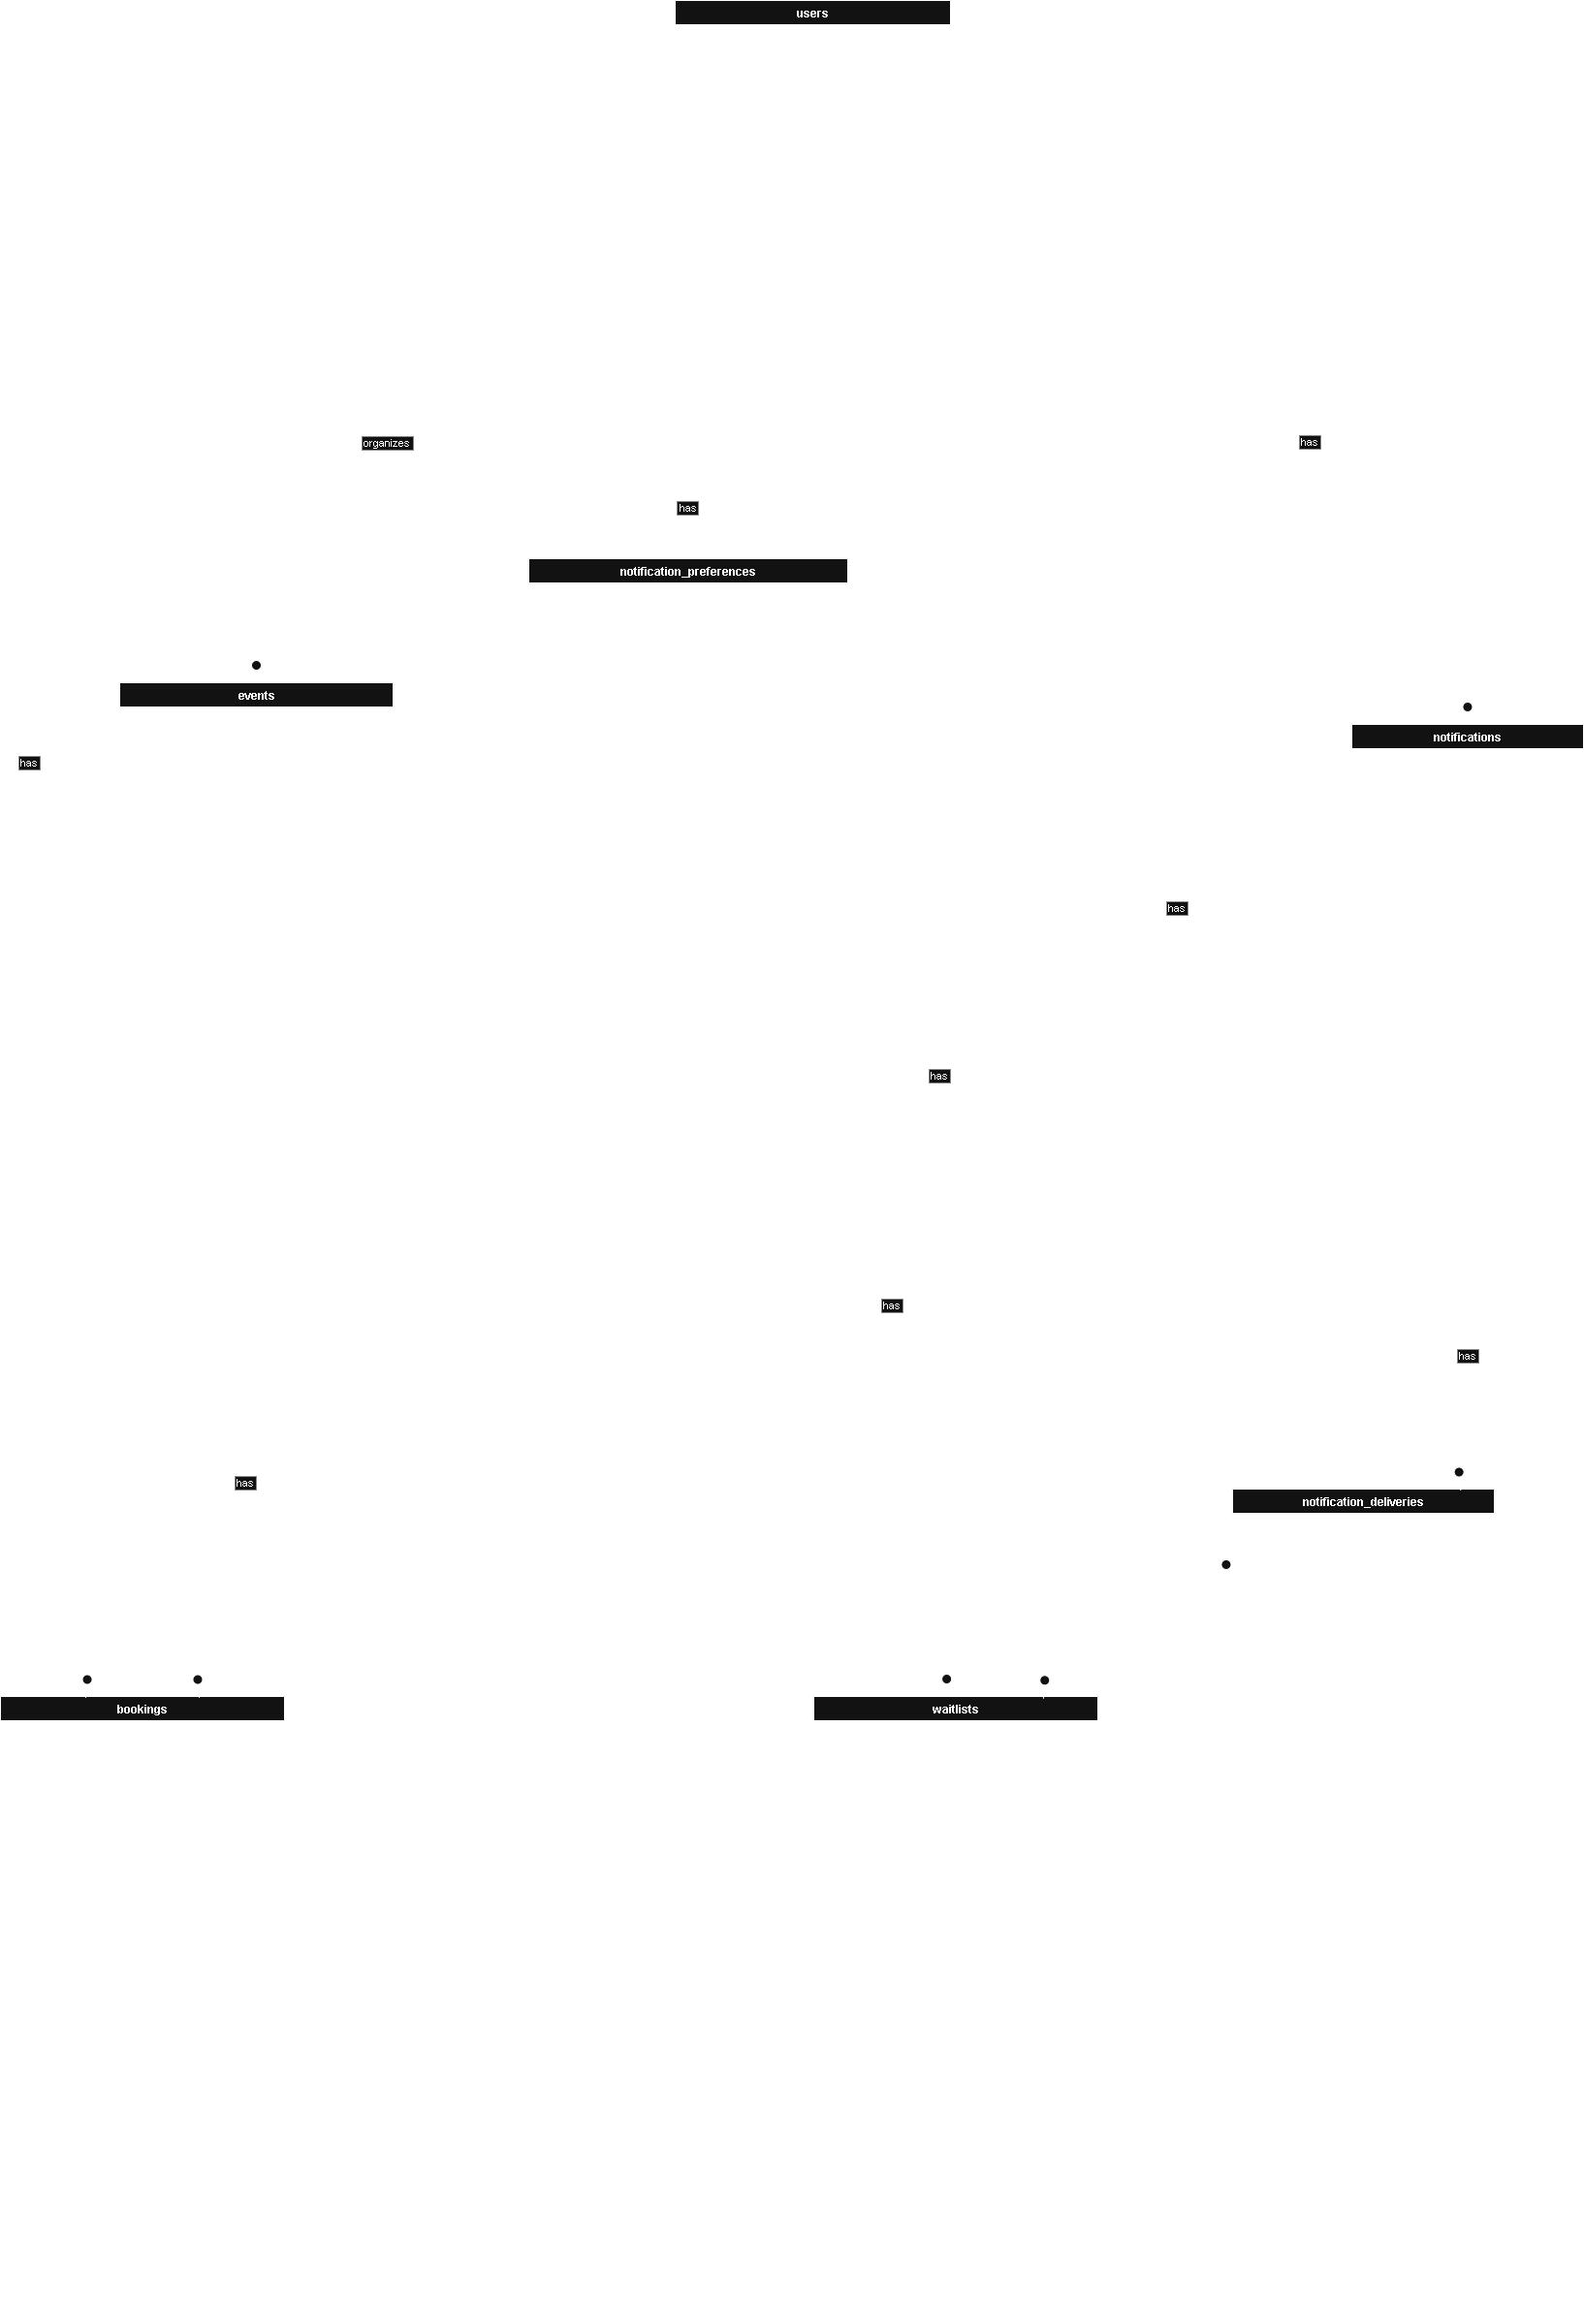 users
organizes
has
has
notification_preferences
events
notifications
has
has
has
has
has
has
notification_deliveries
bookings
waitlists